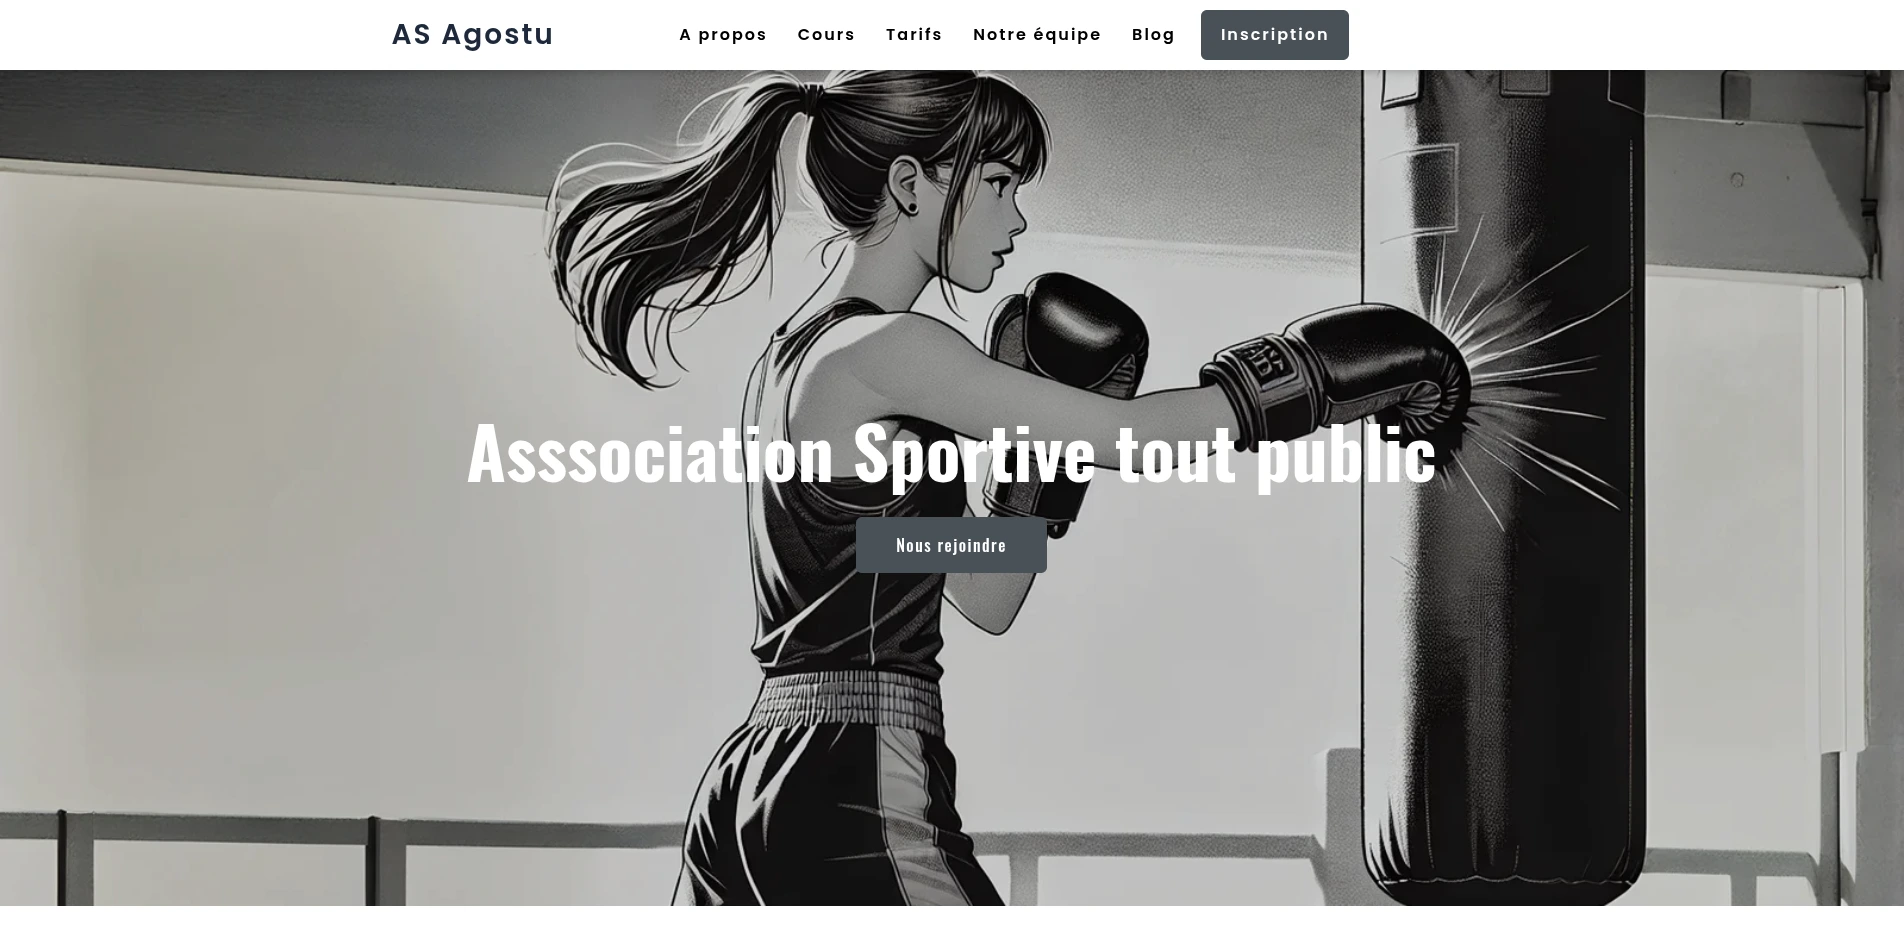 AS Agostu
A propos
Cours
Tarifs
Notre équipe
Blog
Inscription
Asssociation Sportive tout public
Nous rejoindre